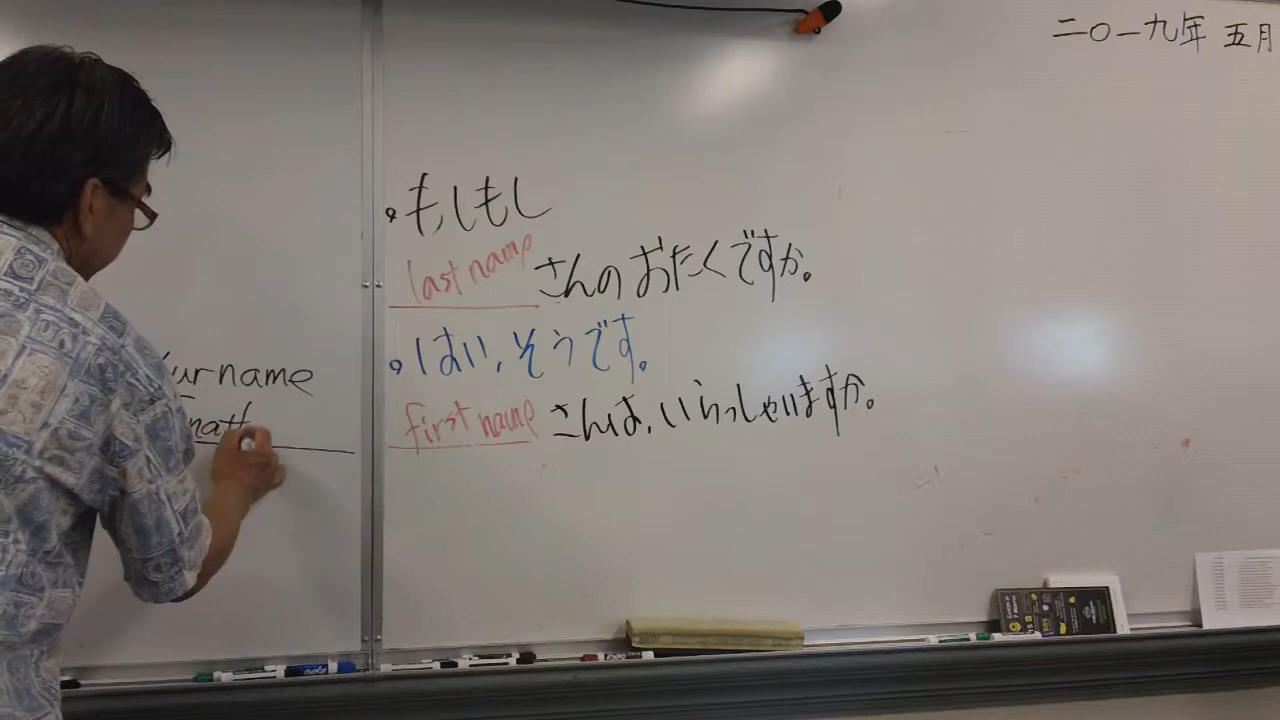 二〇一九年 五月
もしもし
last name さんのおたくですか。
はい、そうです。
first name さんは、いらっしゃいますか。
urname
matt